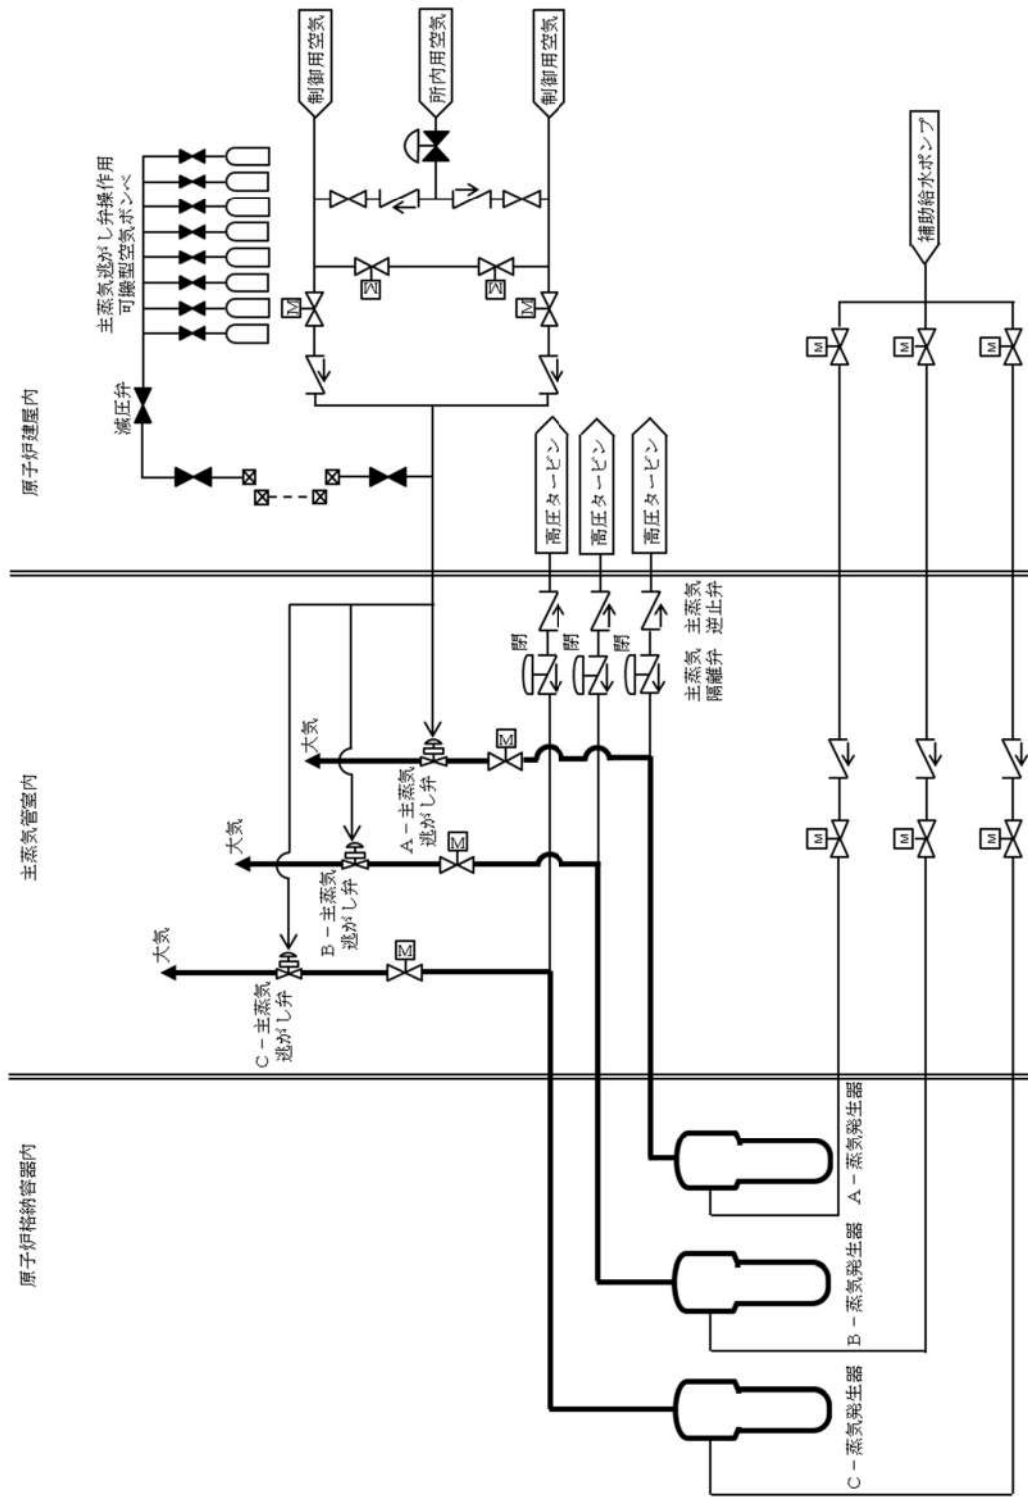 原子炉格納容器内
主蒸気管室内
原子炉建屋内
主蒸気逃がし弁操作用
可搬型空気ボンベ
減圧弁
制御用空気
所内用空気
制御用空気
大気
C－主蒸気
逃がし弁
M
大気
B－主蒸気
逃がし弁
M
大気
A－主蒸気
逃がし弁
M
M
M
M
M
閉
閉
閉
主蒸気
隔離弁
主蒸気
逆止弁
高圧タービン
高圧タービン
高圧タービン
C－蒸気発生器
B－蒸気発生器
A－蒸気発生器
M
M
M
M
M
M
補助給水ポンプ